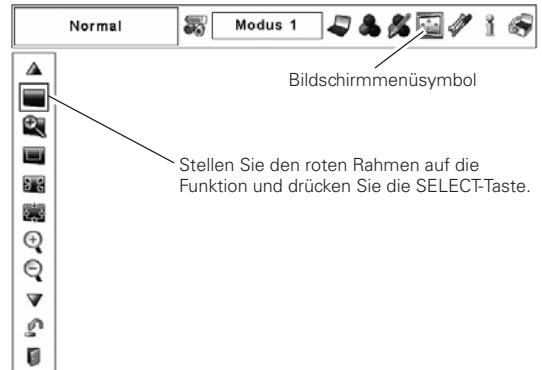 Normal
Modus 1
Bildschirmmenüsymbol
Stellen Sie den roten Rahmen auf die
Funktion und drücken Sie die SELECT-Taste.